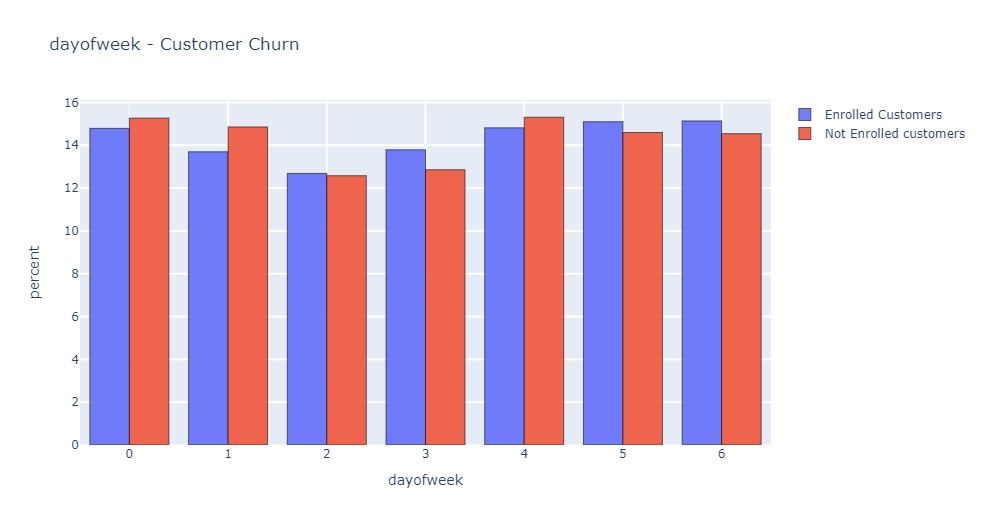 dayofweek - Customer Churn
Enrolled Customers
Not Enrolled customers
16
14
12
10
8
6
4
2
0
percent
0 1 2 3 4 5 6
dayofweek